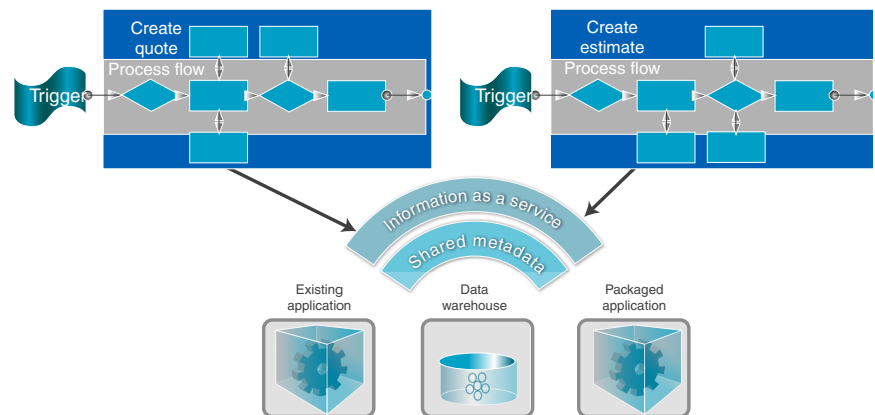 Create
quote
Process flow
Trigger
Create
estimate
Process flow
Trigger
Information as a service
Shared metadata
Existing
application
Data
warehouse
Packaged
application